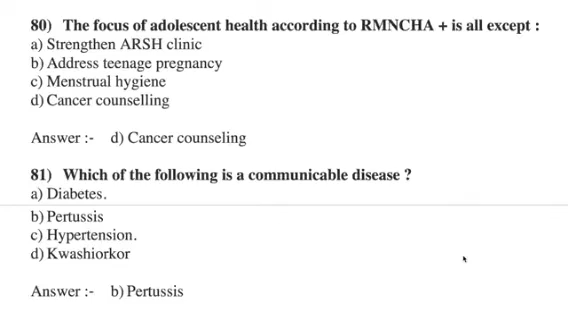 80) The focus of adolescent health according to RMNCHA + is all except :
a) Strengthen ARSH clinic
b) Address teenage pregnancy
c) Menstrual hygiene
d) Cancer counselling
Answer :- d) Cancer counseling
81) Which of the following is a communicable disease ?
a) Diabetes.
b) Pertussis
c) Hypertension.
d) Kwashiorkor
Answer :- b) Pertussis